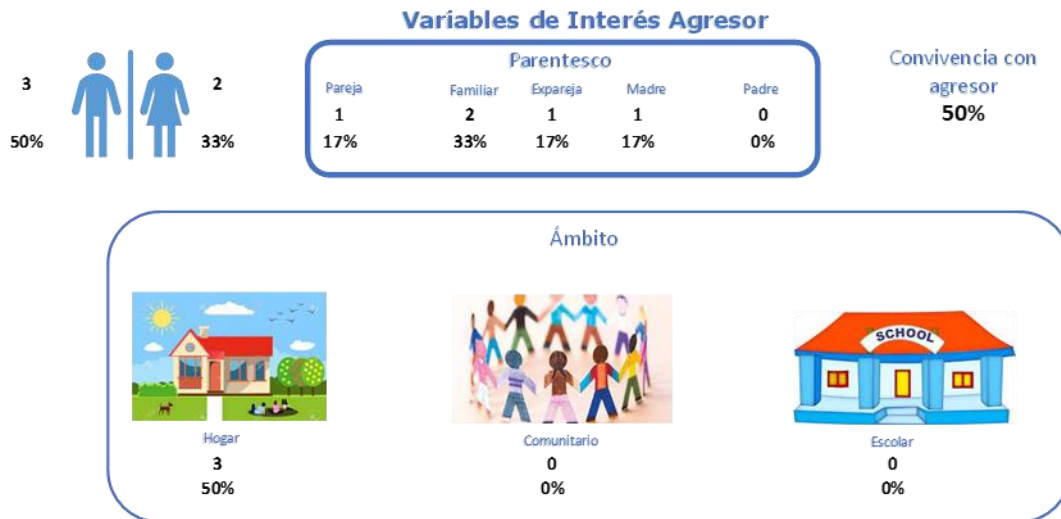 Variables de Interés Agresor
3
50%
2
33%
Parentesco
Pareja Familiar Expareja Madre Padre
1 2 1 1 0
17% 33% 17% 17% 0%
Convivencia con
agresor
50%
Ámbito
SCHOOL
Hogar Comunitario Escolar
3 0 0
50% 0% 0%